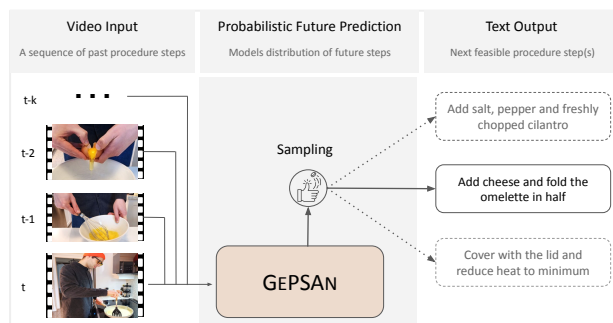 Video Input
A sequence of past procedure steps
Probabilistic Future Prediction
Models distribution of future steps
Text Output
Next feasible procedure step(s)
t-k
t-2
t-1
t
Sampling
GEPSAN
Add salt, pepper and freshly
chopped cilantro
Add cheese and fold the
omelette in half
Cover with the lid and
reduce heat to minimum